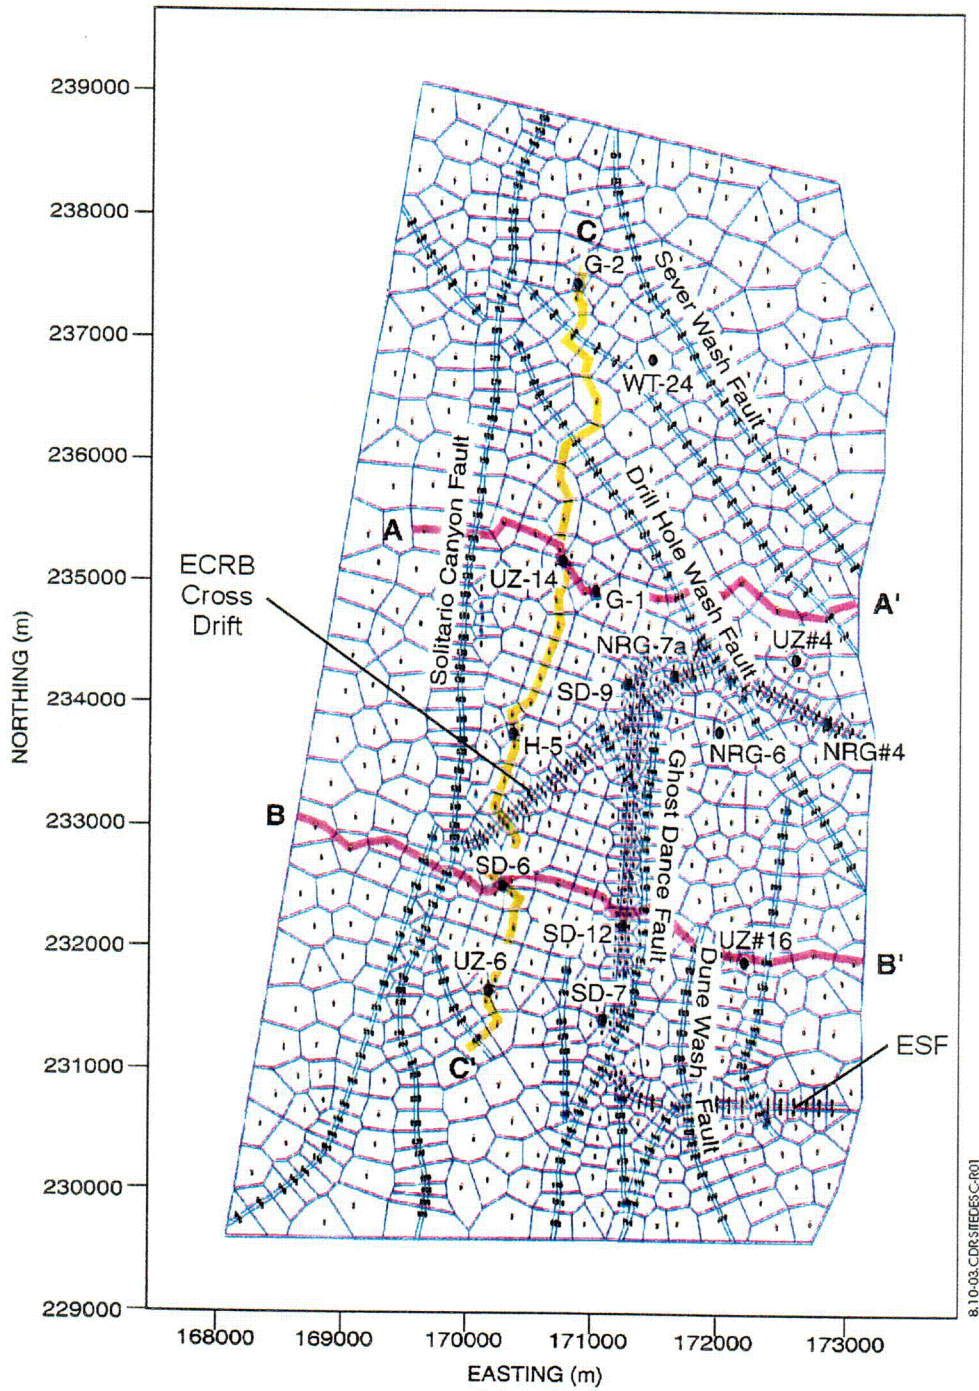 239000
238000
237000
236000
235000
234000
233000
232000
231000
230000
229000
NORTHING (m)
168000
169000
170000
171000
172000
173000
EASTING (m)
C
G-2
Sever Wash Fault
WT-24
Solitario Canyon Fault
Drill Hole Wash Fault
A
ECRB
Cross
Drift
UZ-14
G-1
A'
NRG-7a
UZ#4
SD-9
H-5
NRG-6
NRG#4
Ghost Dance Fault
B
SD-6
SD-12
UZ#16
B'
UZ-6
SD-7
Dune Wash Fault
ESF
C'
8.10-03.CDR.SITEDESC-R01